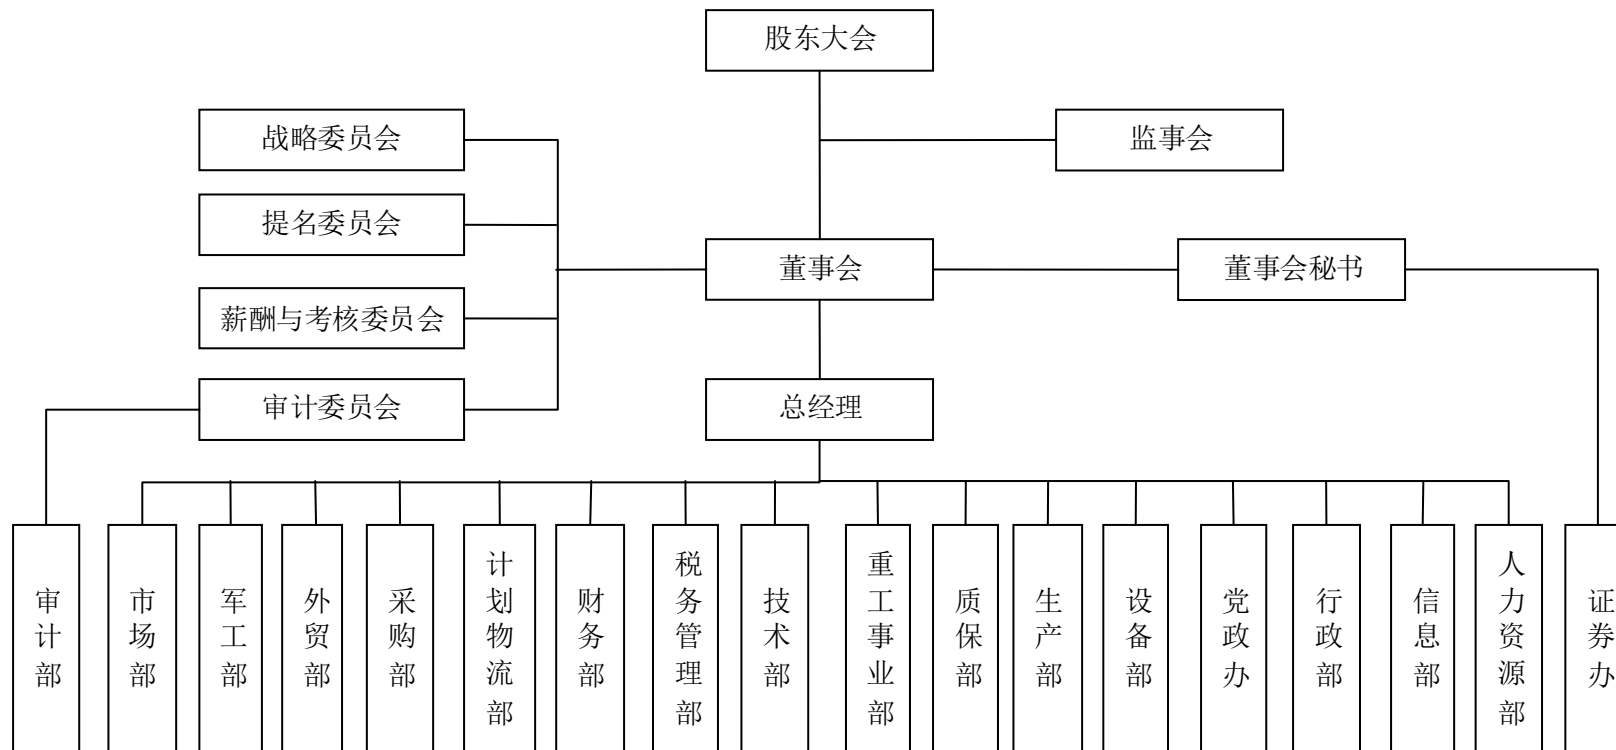 股东大会
战略委员会
监事会
提名委员会
董事会
董事会秘书
薪酬与考核委员会
审计委员会
总经理
审计部
市场部
军工部
外贸部
采购部
计划物流部
财务部
税务管理部
技术部
重工事业部
质保部
生产部
设备部
党政办
行政部
信息部
人力资源部
证券办